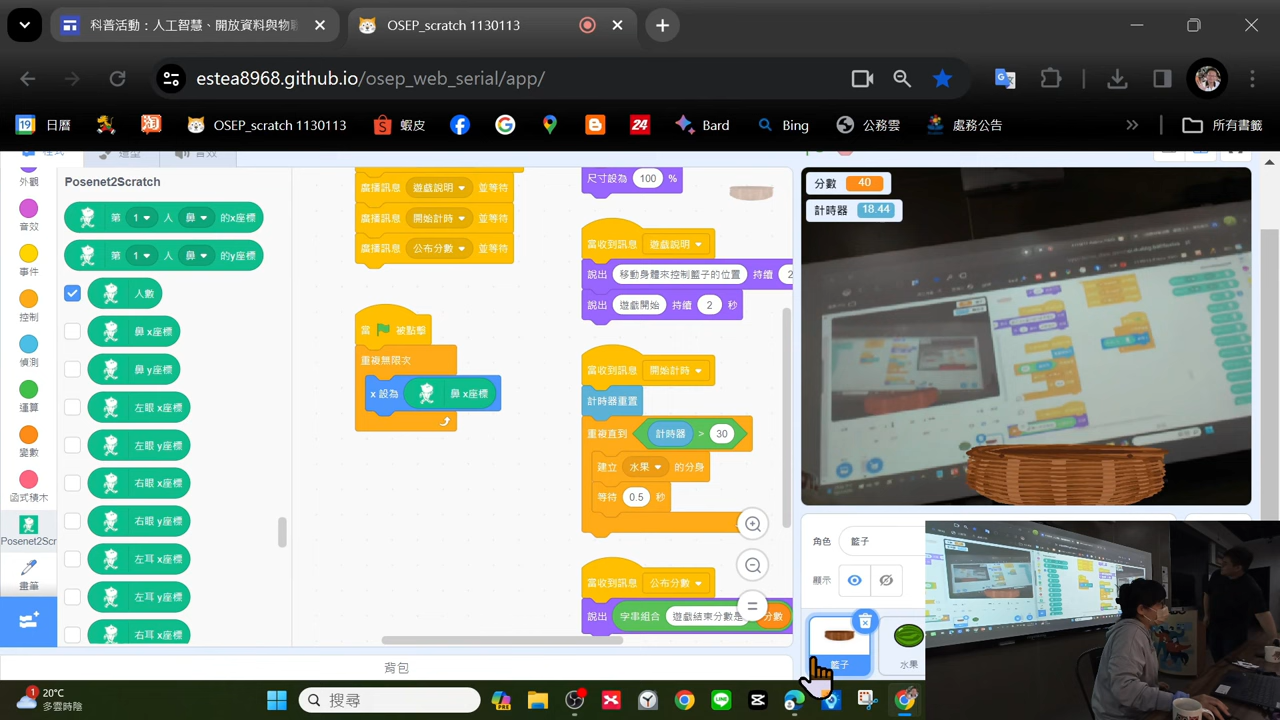 科普活動：人工智慧、開放資料與物
OSEP_scratch 1130113
estea8968.github.io/osep_web_serial/app/
19 日曆
淘
OSEP_scratch 1130113
蝦皮
24
Bard
Bing
公務雲
處務公告
所有書籤
程式
造型
音效
外觀
音效
事件
控制
偵測
運算
變數
函式積木
Posenet2Scr
畫筆
Posenet2Scratch
第 1 人 鼻 的x座標
第 1 人 鼻 的y座標
人數
鼻 x座標
鼻 y座標
左眼 x座標
左眼 y座標
右眼 x座標
右眼 y座標
左耳 x座標
左耳 y座標
右耳 x座標
廣播訊息 遊戲說明 並等待
廣播訊息 開始計時 並等待
廣播訊息 公布分數 並等待
當 被點擊
重複無限次
x 設為 鼻 x座標
尺寸設為 100 %
當收到訊息 遊戲說明
說出 移動身體來控制籃子的位置 持續 2
說出 遊戲開始 持續 2 秒
當收到訊息 開始計時
計時器重置
重複直到 計時器 > 30
建立 水果 的分身
等待 0.5 秒
當收到訊息 公布分數
說出 字串組合 遊戲結束分數是 分數
背包
分數 40
計時器 18.44
角色 籃子
顯示
籃子
水果
1
20°C
多雲時陰
搜尋